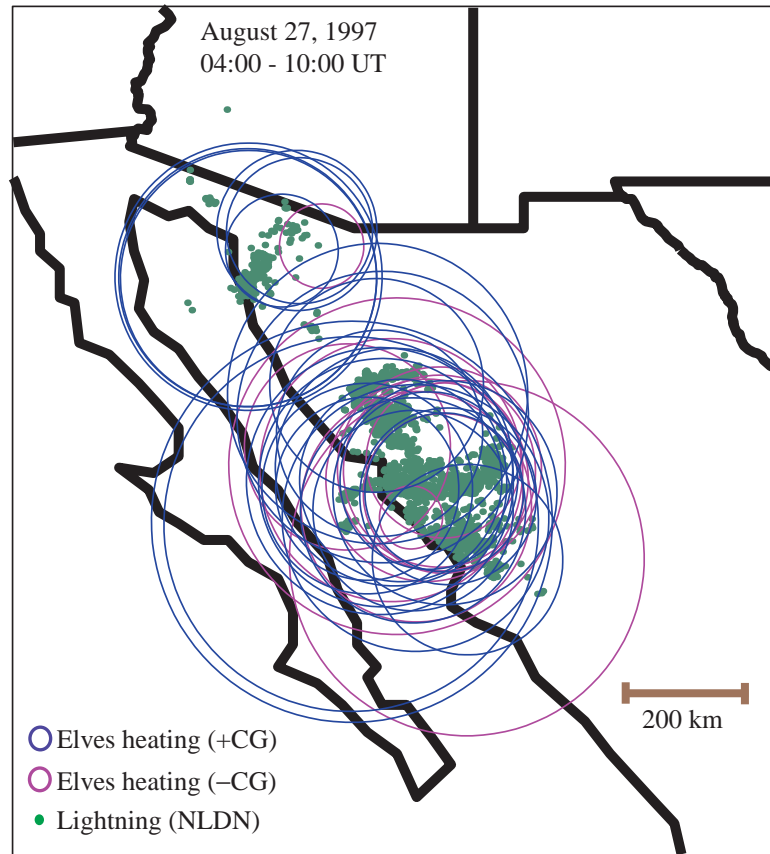 August 27, 1997
04:00 - 10:00 UT
200 km
Elves heating (+CG)
Elves heating (−CG)
Lightning (NLDN)